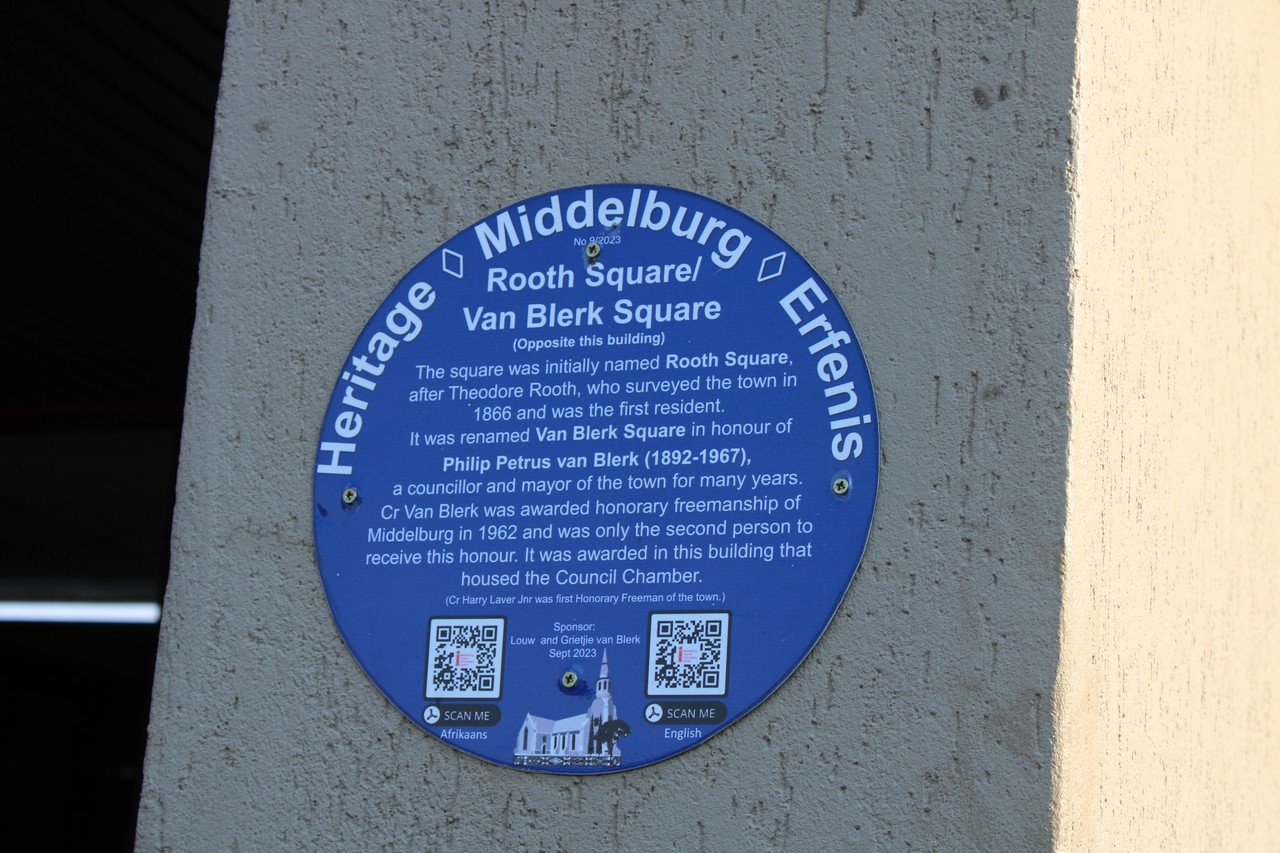 Heritage ◊ Middelburg ◊ Erfenis
No 9/2023
Rooth Square/
Van Blerk Square
(Opposite this building)
The square was initially named Rooth Square,
after Theodore Rooth, who surveyed the town in
1866 and was the first resident.
It was renamed Van Blerk Square in honour of
Philip Petrus van Blerk (1892-1967),
a councillor and mayor of the town for many years.
Cr Van Blerk was awarded honorary freemanship of
Middelburg in 1962 and was only the second person to
receive this honour. It was awarded in this building that
housed the Council Chamber.
(Cr Harry Laver Jnr was first Honorary Freeman of the town.)
Sponsor:
Louw and Grietjie van Blerk
Sept 2023
SCAN ME
Afrikaans
SCAN ME
English